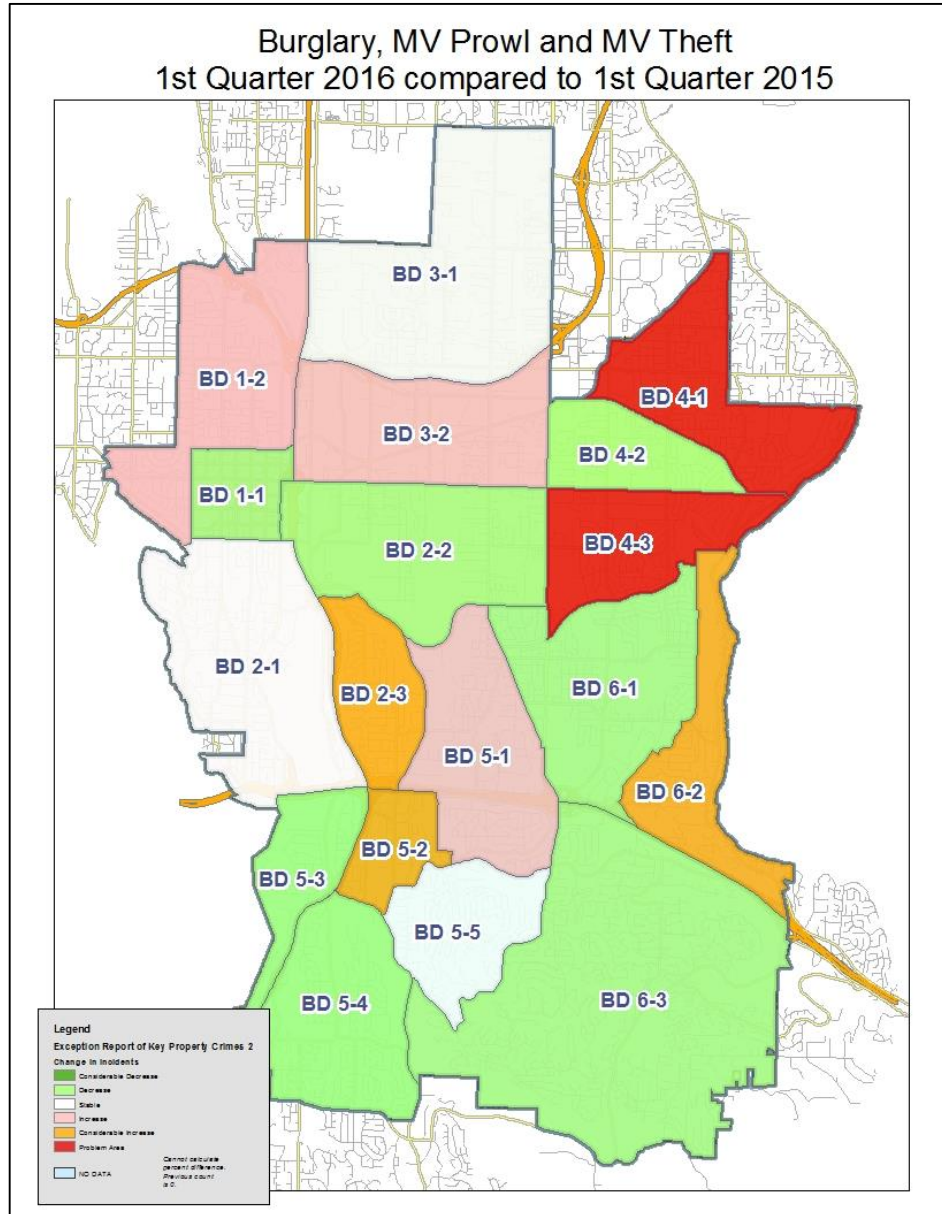 Burglary, MV Prowl and MV Theft
1st Quarter 2016 compared to 1st Quarter 2015
BD 3-1
BD 1-2
BD 4-1
BD 3-2
BD 4-2
BD 1-1
BD 4-3
BD 2-2
BD 2-1
BD 2-3
BD 6-1
BD 5-1
BD 6-2
BD 5-2
BD 5-3
BD 5-5
BD 5-4
BD 6-3
Legend
Exception Report of Key Property Crimes 2
Change in Incidents
Considerable Decrease
Decrease
Stable
Increase
Considerable Increase
Problem Area
NO DATA
Cannot calculate
percent difference.
Previous count
is 0.